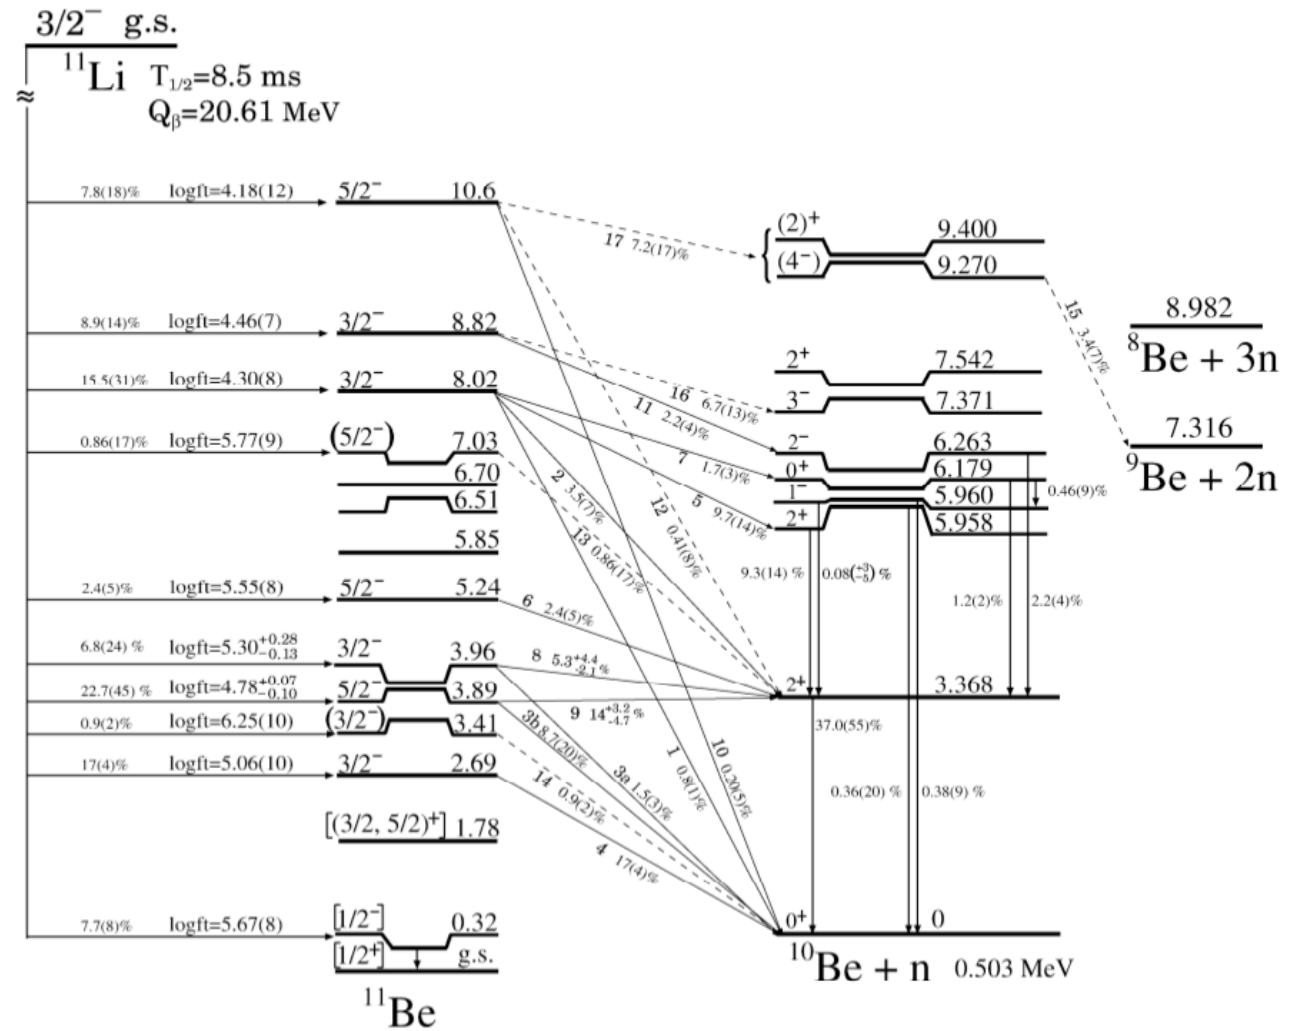 3/2⁻ g.s.
¹¹Li T₁/₂=8.5 ms
Qᵦ=20.61 MeV
≈
7.8(18)% logft=4.18(12) 5/2⁻ 10.6
8.9(14)% logft=4.46(7) 3/2⁻ 8.82
15.5(31)% logft=4.30(8) 3/2⁻ 8.02
0.86(17)% logft=5.77(9) (5/2⁻) 7.03
6.70
6.51
5.85
2.4(5)% logft=5.55(8) 5/2⁻ 5.24
6.8(24) % logft=5.30+0.28−0.13 3/2⁻ 3.96
22.7(45) % logft=4.78+0.07−0.10 5/2⁻ 3.89
0.9(2)% logft=6.25(10) (3/2⁻) 3.41
17(4)% logft=5.06(10) 3/2⁻ 2.69
[(3/2, 5/2)⁺] 1.78
7.7(8)% logft=5.67(8) [1/2⁻] 0.32
[1/2⁺] g.s.
¹¹Be
17 7.2(17)%
16 6.7(13)%
11 2.2(4)%
7 1.7(3)%
5 9.7(14)%
2 3.5(7)%
12 0.41(8)%
13 0.86(17)%
6 2.4(5)%
8 5.3+4.4−2.1%
9 14+3.2−4.7%
3b 8.7(20)%
3a 1.5(3)%
1 0.8(1)%
10 0.20(5)%
14 0.9(2)%
4 17(4)%
(2)⁺ 9.400
(4⁻) 9.270
2⁺ 7.542
3⁻ 7.371
2⁻ 6.263
0⁺ 6.179
1⁻ 5.960
2⁺ 5.958
0.46(9)%
9.3(14) % 0.08(+3−5) %
1.2(2)% 2.2(4)%
2⁺ 3.368
37.0(55)%
0.36(20) % 0.38(9) %
0⁺ 0
¹⁰Be + n 0.503 MeV
15 3.4(7)%
8.982
⁸Be + 3n
7.316
⁹Be + 2n